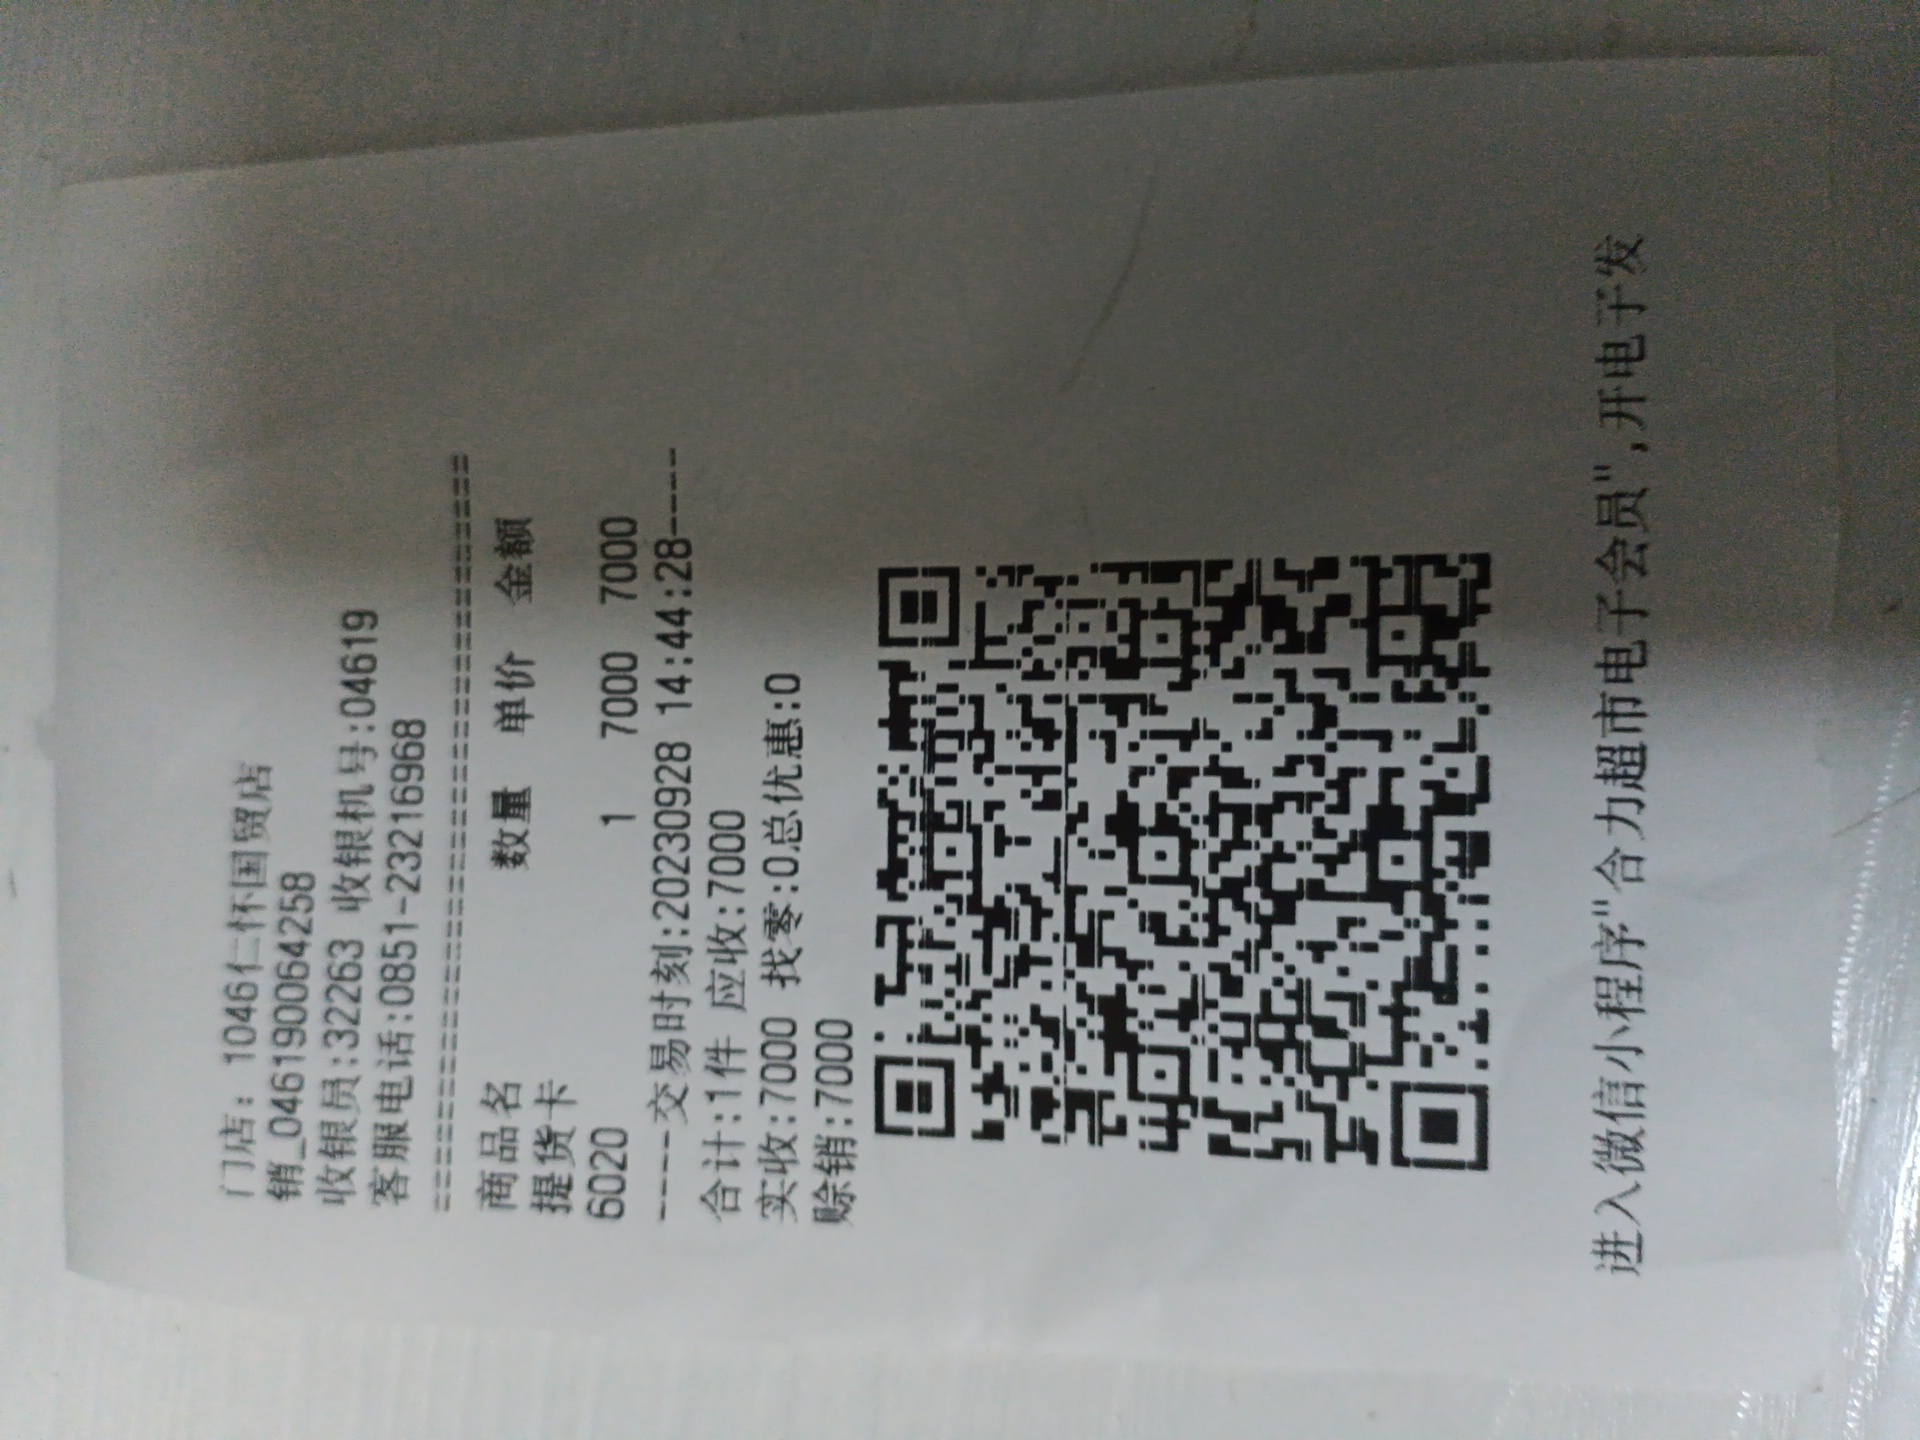 门店: 1046仁怀国贸店
销_0461900064258
收银员:32263 收银机号:04619
客服电话:0851-23216968
==========================================
商品名 数量 单价 金额
提货卡
6020 1 7000 7000
----交易时刻:20230928 14:44:28-----
合计:1件 应收:7000
实收:7000 找零:0总优惠:0
赊销:7000
进入微信小程序"合力超市电子会员",开电子发